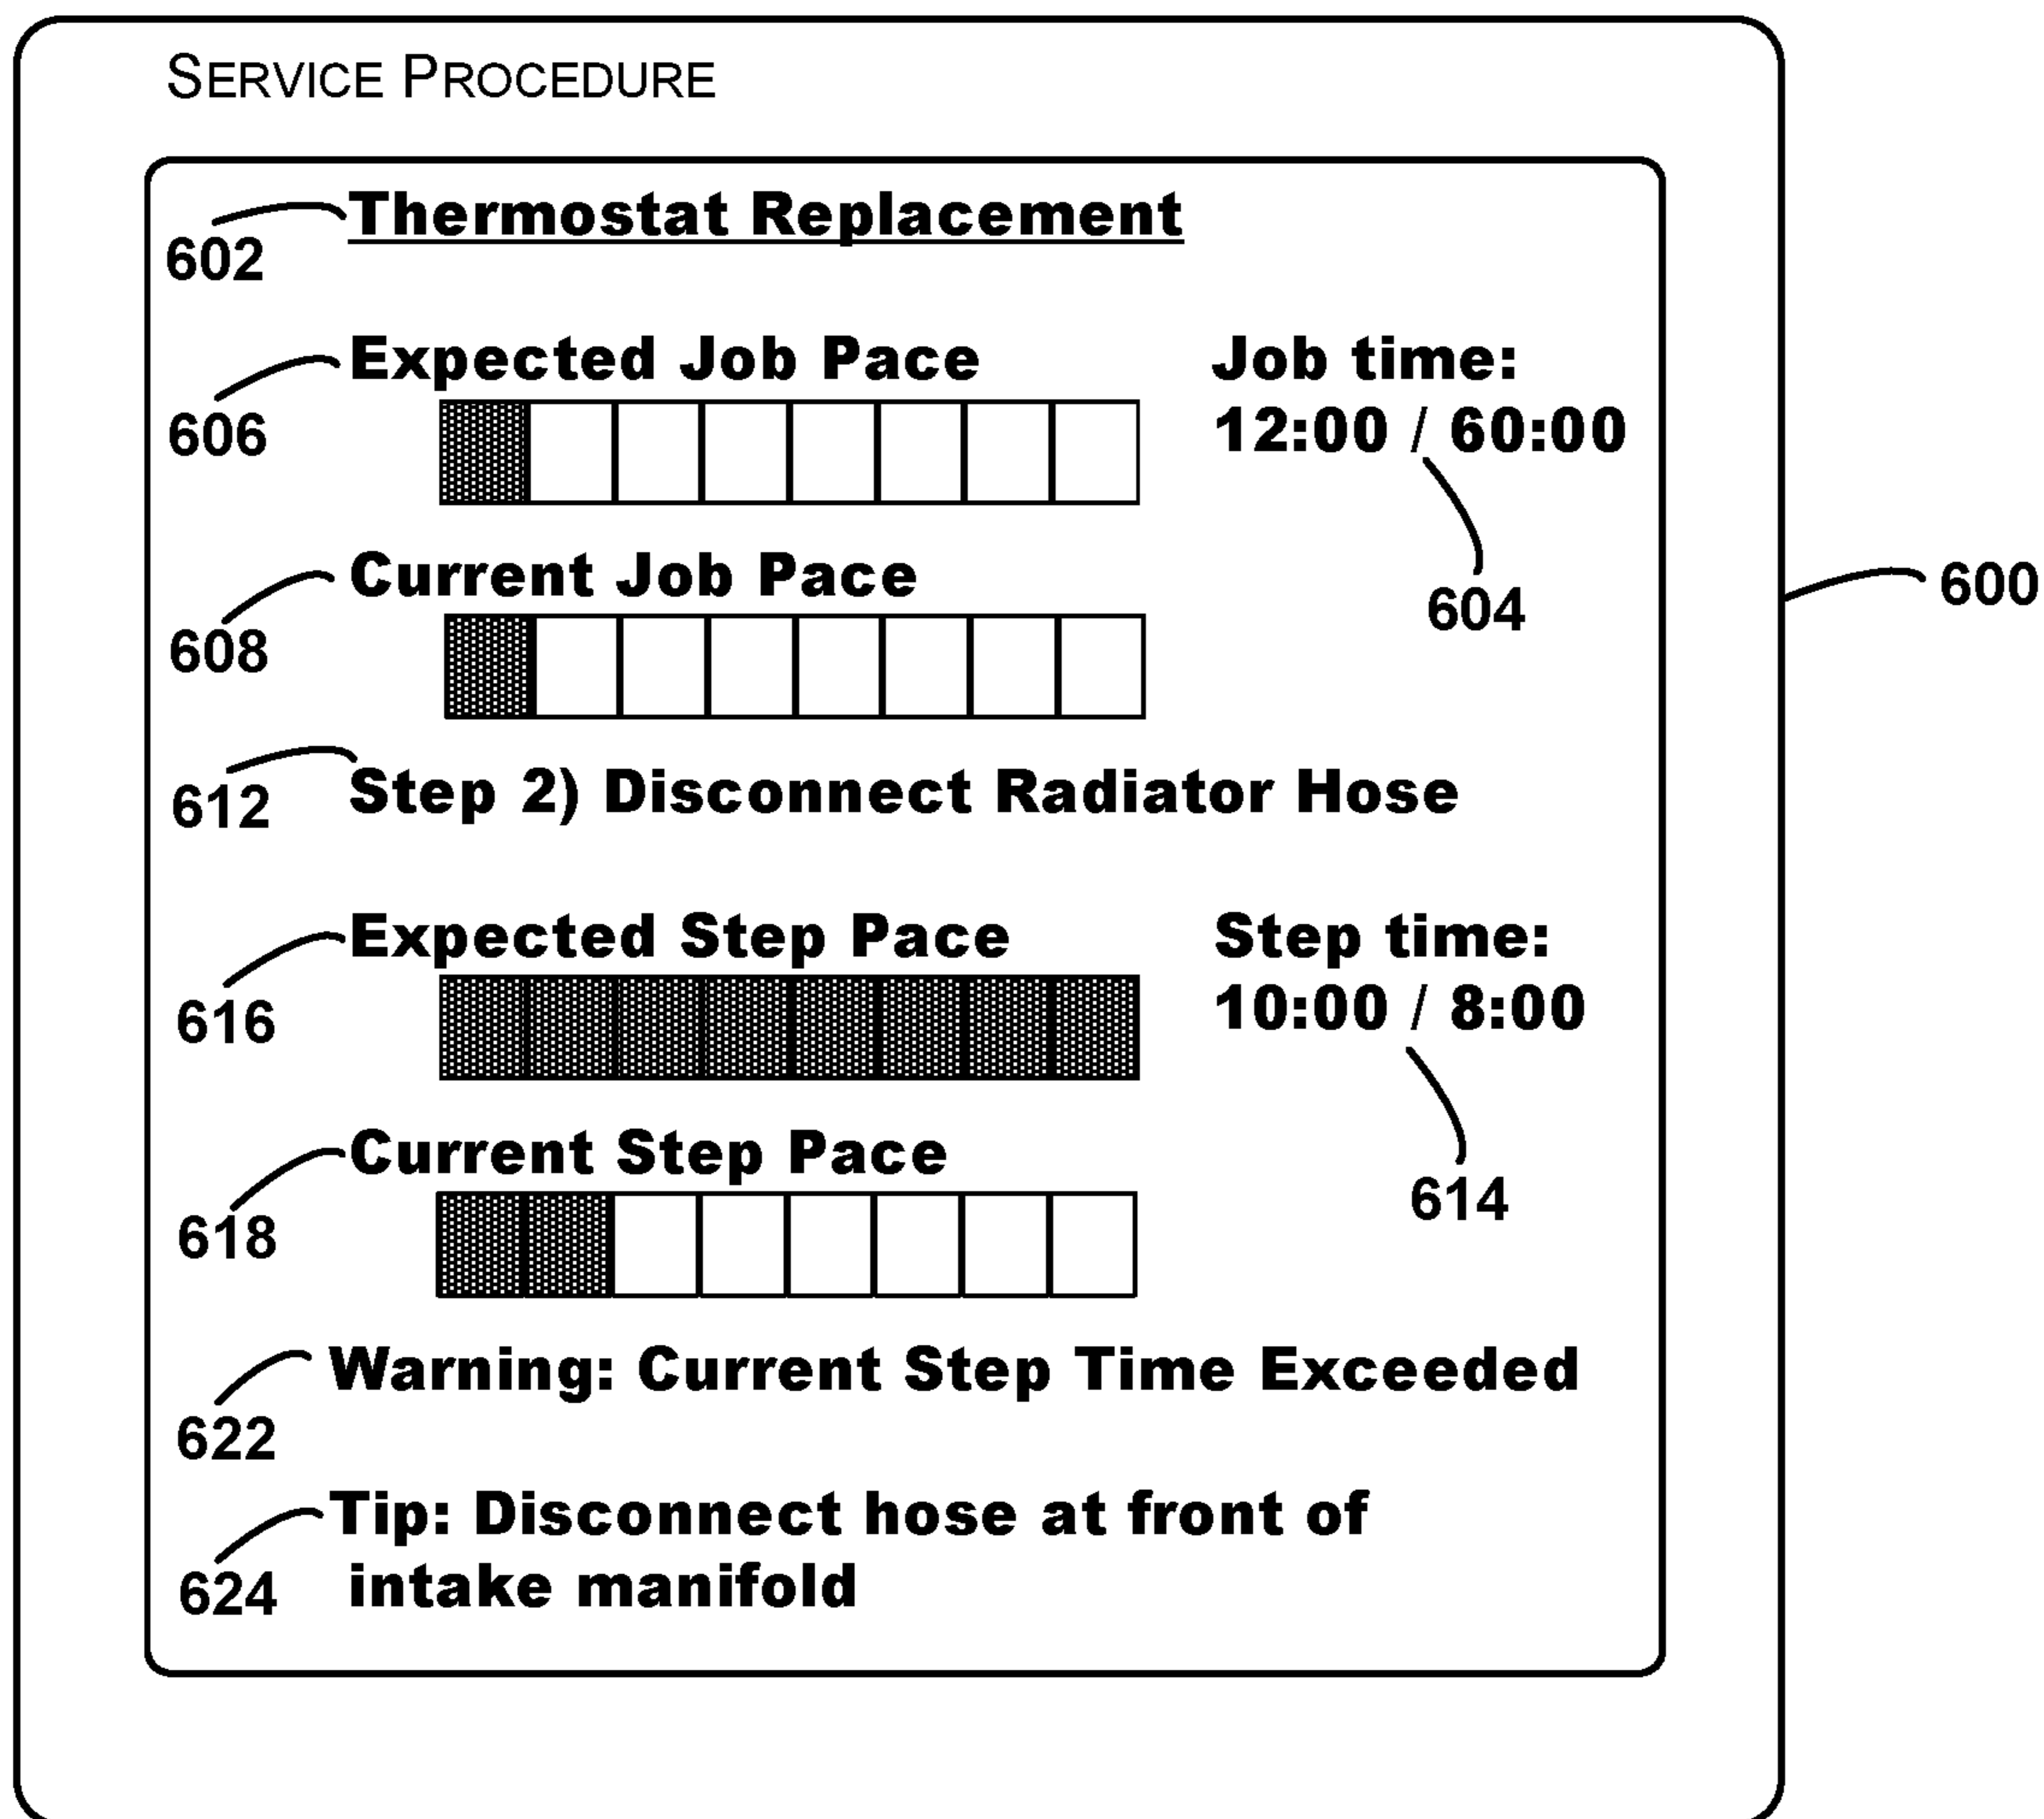 SERVICE PROCEDURE
Thermostat Replacement
602
Expected Job Pace
Job time:
606
12:00 / 60:00
Current Job Pace
600
604
608
Step 2) Disconnect Radiator Hose
612
Expected Step Pace
Step time:
616
10:00 / 8:00
Current Step Pace
614
618
Warning: Current Step Time Exceeded
622
Tip: Disconnect hose at front of
intake manifold
624